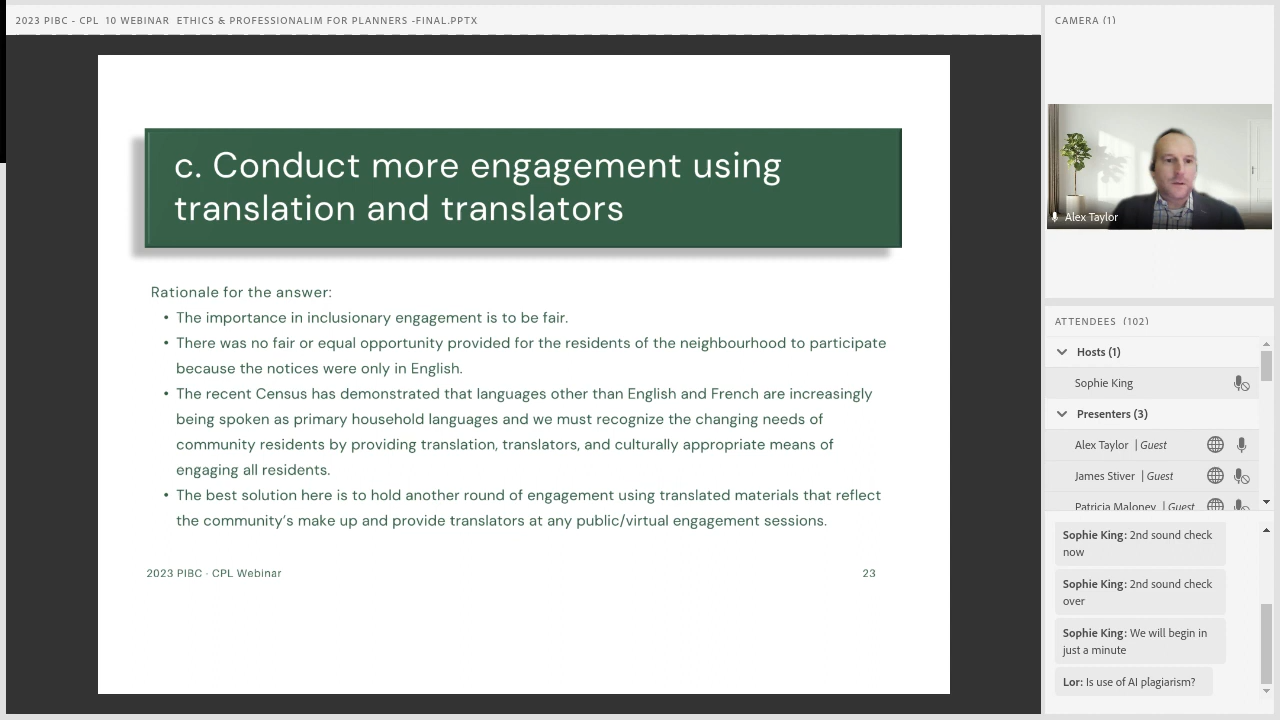 2023 PIBC - CPL 10 WEBINAR ETHICS & PROFESSIONALIM FOR PLANNERS -FINAL.PPTX
c. Conduct more engagement using
translation and translators
Rationale for the answer:
• The importance in inclusionary engagement is to be fair.
• There was no fair or equal opportunity provided for the residents of the neighbourhood to participate
because the notices were only in English.
• The recent Census has demonstrated that languages other than English and French are increasingly
being spoken as primary household languages and we must recognize the changing needs of
community residents by providing translation, translators, and culturally appropriate means of
engaging all residents.
• The best solution here is to hold another round of engagement using translated materials that reflect
the community's make up and provide translators at any public/virtual engagement sessions.
2023 PIBC · CPL Webinar
23
CAMERA (1)
Alex Taylor
ATTENDEES (102)
Hosts (1)
Sophie King
Presenters (3)
Alex Taylor | Guest
James Stiver | Guest
Patricia Maloney | Guest
Sophie King: 2nd sound check
now
Sophie King: 2nd sound check
over
Sophie King: We will begin in
just a minute
Lor: Is use of AI plagiarism?